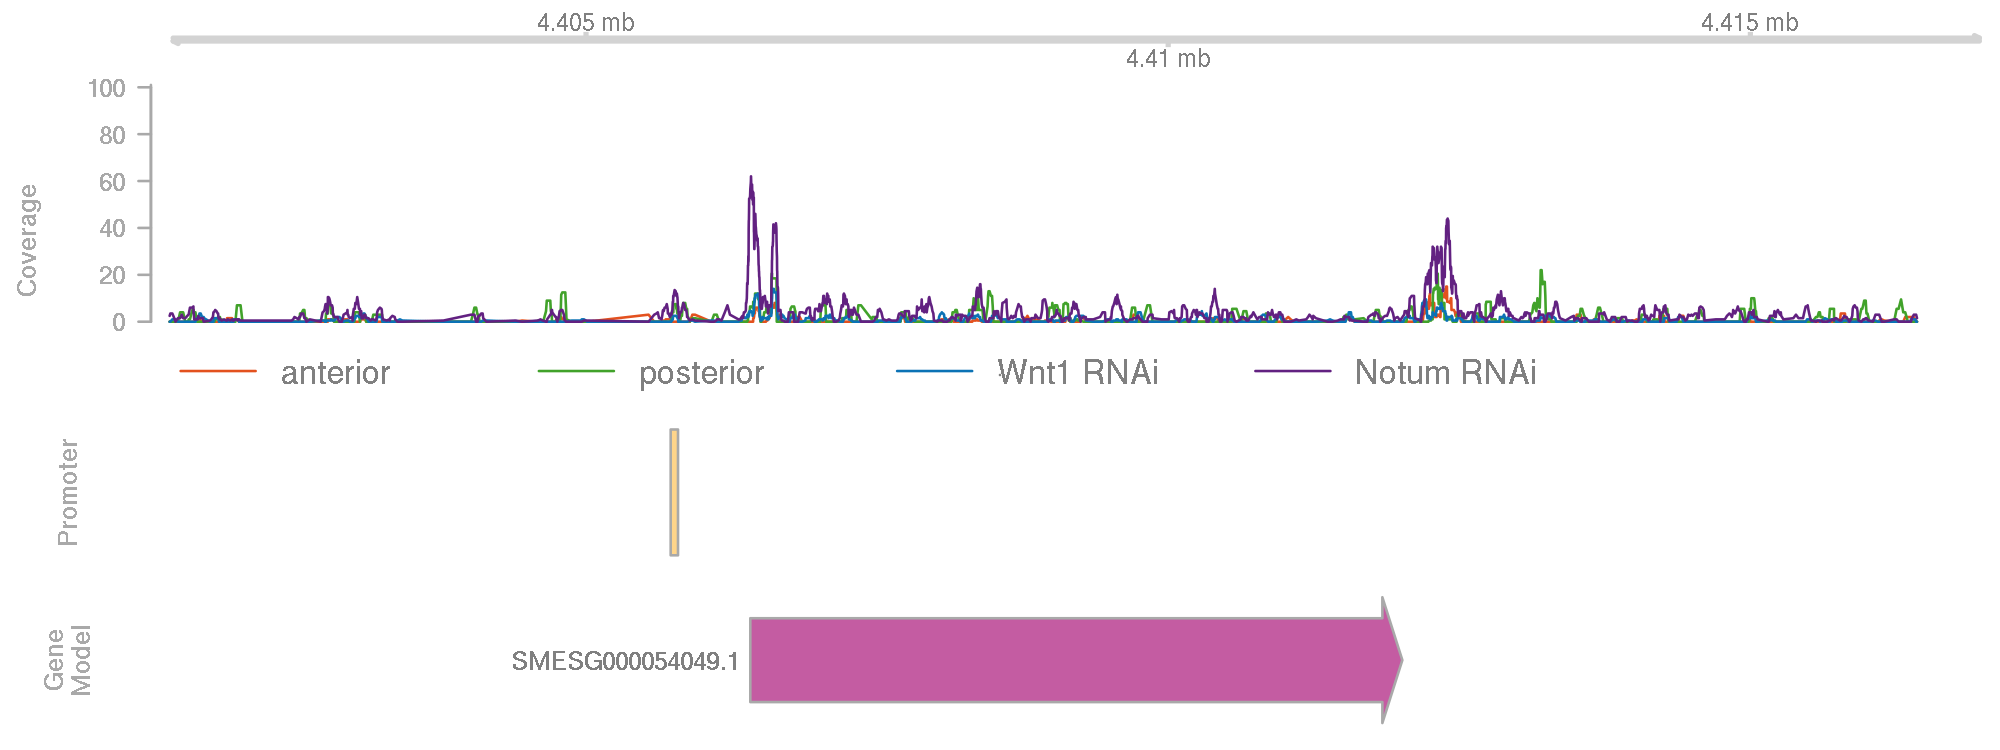 4.405 mb
4.415 mb
4.41 mb
100
80
60
40
20
0
Coverage
anterior
posterior
Wnt1 RNAi
Notum RNAi
Promoter
Gene
Model
SMESG000054049.1